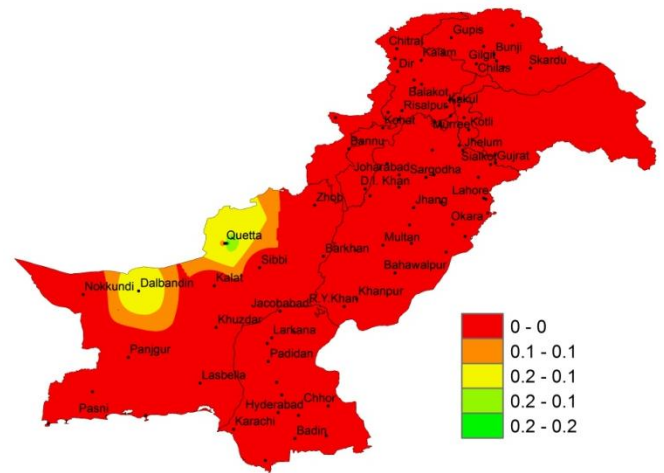 Gupis
Chitral
Bunji
Kalam
Gilgit
Skardu
Dir
Chilas
Balakot
Risalpur
Kakul
Kohat
Murree
Kotli
Bannu
Jhelum
Sialkot
Gujrat
Joharabad
Sargodha
D.I. Khan
Lahore
Zhob
Jhang
Okara
Quetta
Multan
Barkhan
Sibbi
Bahawalpur
Nokkundi
Dalbandin
Kalat
Khanpur
R.Y.Khan
Jacobabad
Khuzdar
Larkana
Panjgur
Padidan
Lasbella
Pasni
Hyderabad
Chhor
Karachi
Badin
0 - 0
0.1 - 0.1
0.2 - 0.1
0.2 - 0.1
0.2 - 0.2